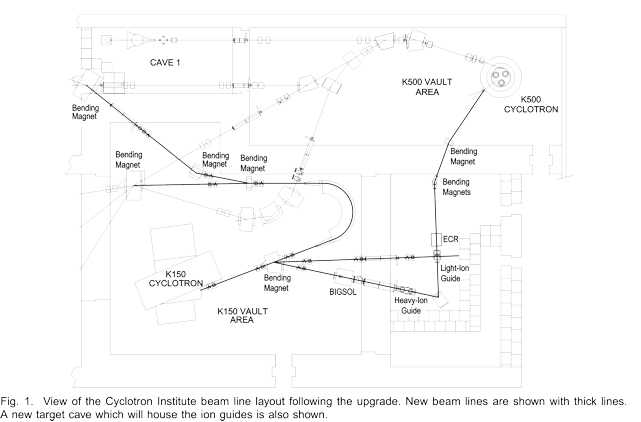 CAVE 1
K500 VAULT
AREA
K500
CYCLOTRON
Bending
Magnet
Bending
Magnet
Bending
Magnet
Bending
Magnet
Bending
Magnet
Bending
Magnets
ECR
Light-Ion
Guide
K150
CYCLOTRON
Bending
Magnet
BIGSOL
Heavy-Ion
Guide
K150 VAULT
AREA
Fig. 1. View of the Cyclotron Institute beam line layout following the upgrade. New beam lines are shown with thick lines.
A new target cave which will house the ion guides is also shown.